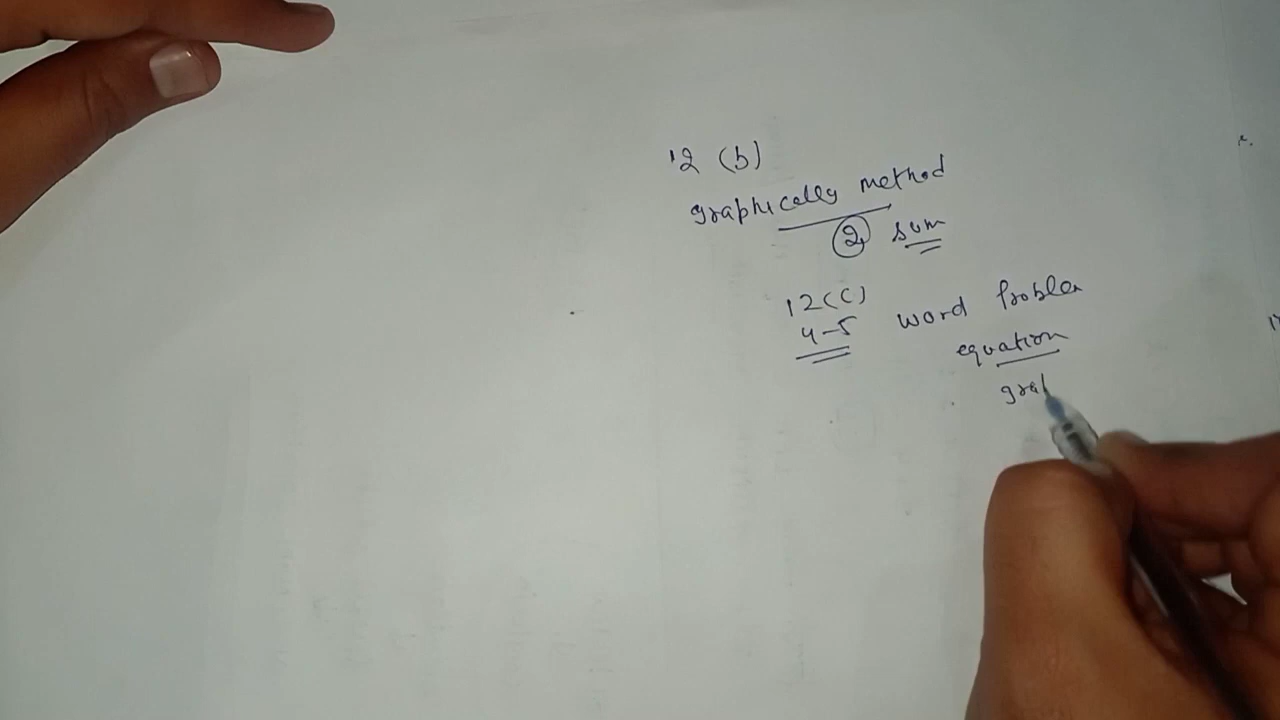 12 (b)
graphically method
2 sum
12(C)
4-5 word Problem
equation
gra